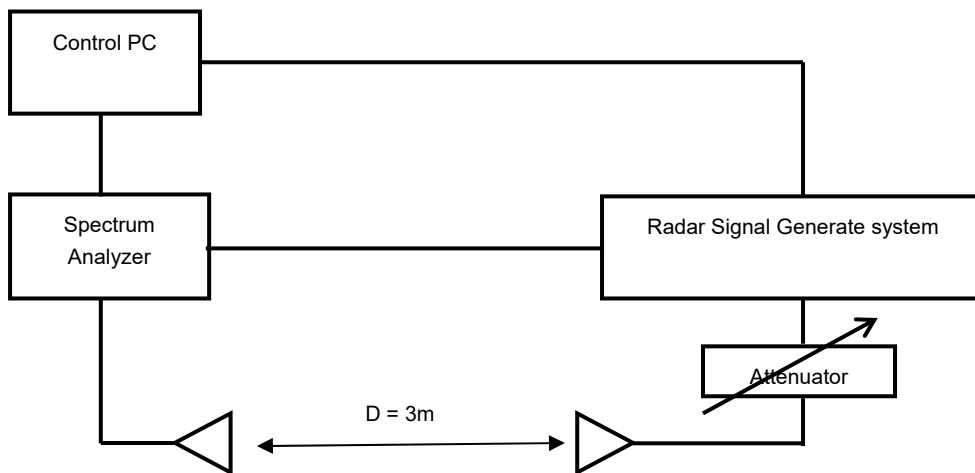 Control PC
Spectrum
Analyzer
Radar Signal Generate system
Attenuator
D = 3m